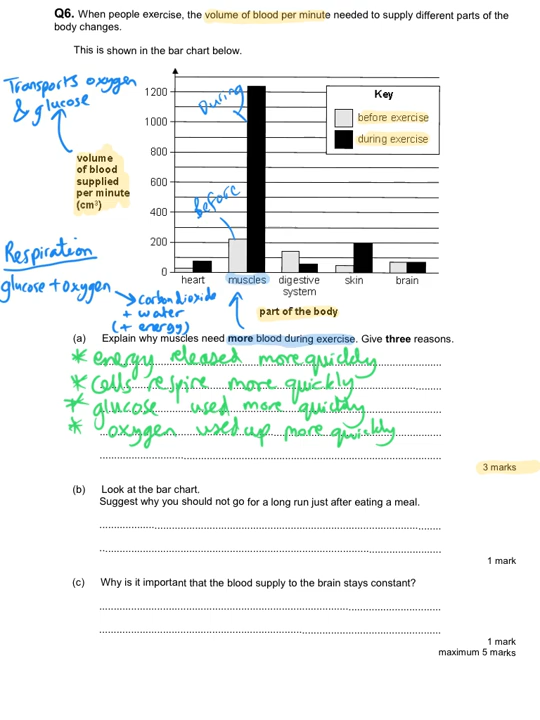 Q6. When people exercise, the volume of blood per minute needed to supply different parts of the
body changes.
This is shown in the bar chart below.
Transports oxygen
& glucose
volume
of blood
supplied
per minute
(cm³)
1200
1000
800
600
400
200
0
During
Before
Key
before exercise
during exercise
heart
muscles
digestive
system
skin
brain
part of the body
Respiration
glucose + oxygen
→ carbon dioxide
+ water
(+ energy)
(a) Explain why muscles need more blood during exercise. Give three reasons.
* energy released more quickly
* cells respire more quickly
* glucose used more quickly
* oxygen used up more quickly
3 marks
(b) Look at the bar chart.
Suggest why you should not go for a long run just after eating a meal.
1 mark
(c) Why is it important that the blood supply to the brain stays constant?
1 mark
maximum 5 marks